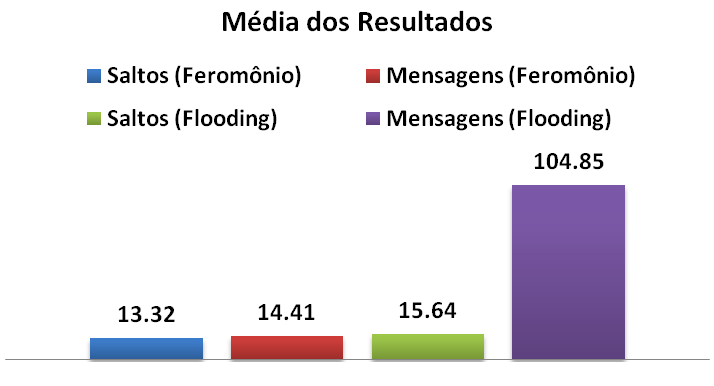 Média dos Resultados
Saltos (Feromônio) Mensagens (Feromônio)
Saltos (Flooding) Mensagens (Flooding)
104.85
13.32 14.41 15.64